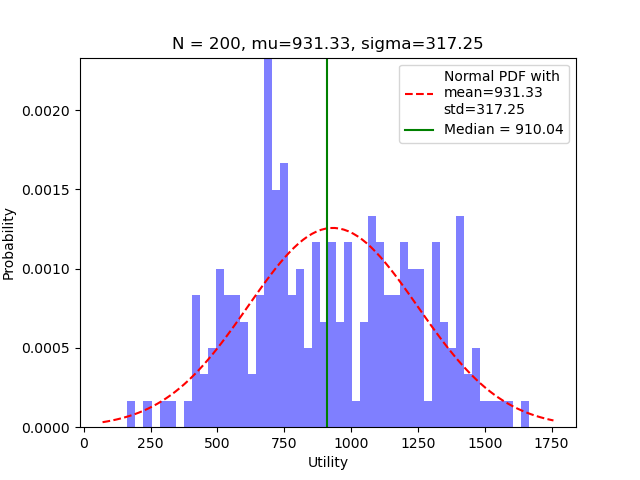 N = 200, mu=931.33, sigma=317.25
Normal PDF with
mean=931.33
std=317.25
Median = 910.04
Probability
0.0020
0.0015
0.0010
0.0005
0.0000
0 250 500 750 1000 1250 1500 1750
Utility